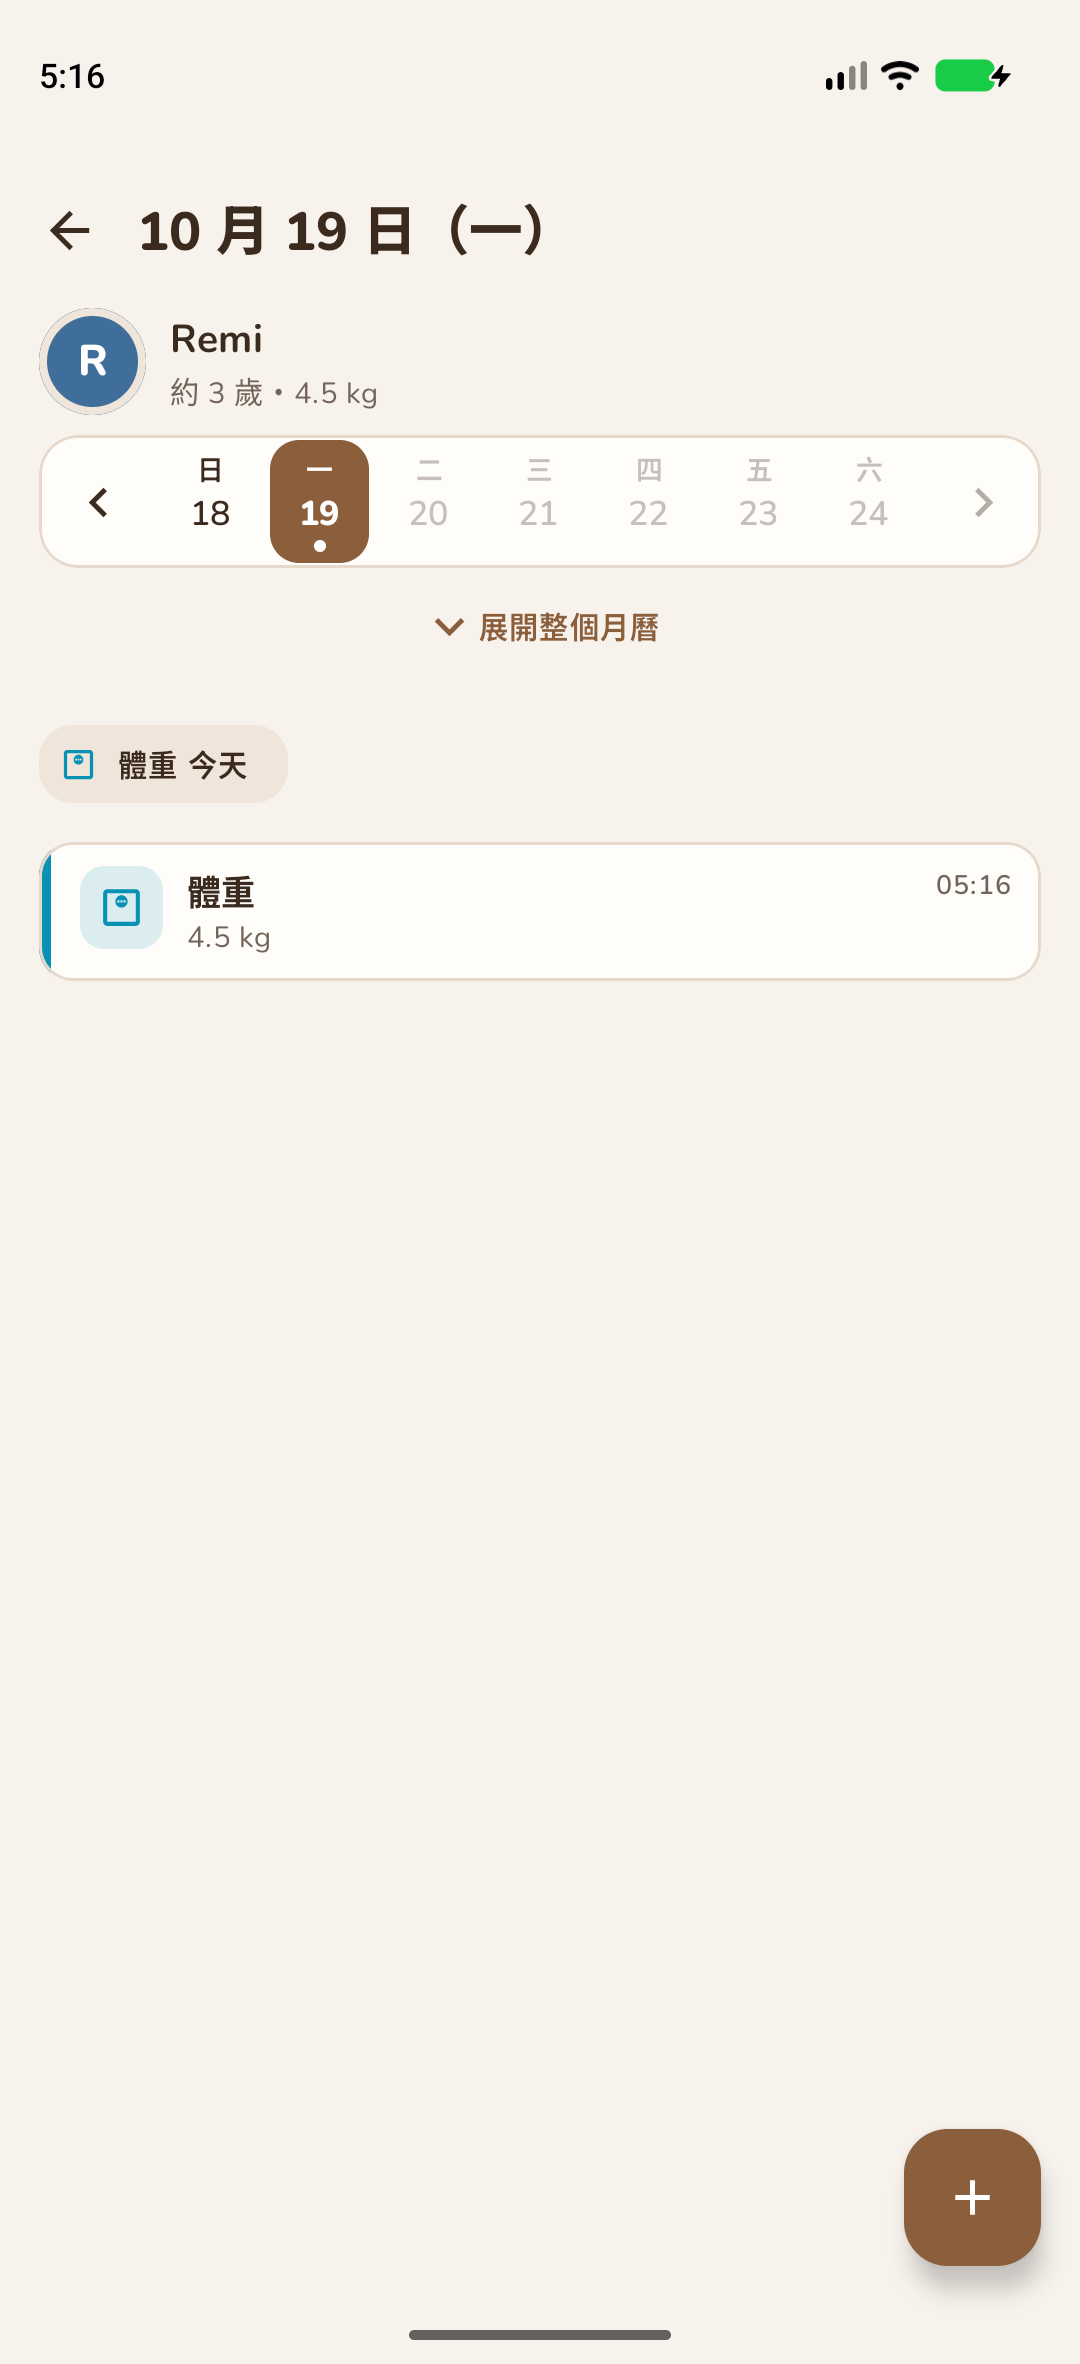 5:16
10 月 19 日（一）
R
Remi
約 3 歲・4.5 kg
日 一 二 三 四 五 六
18 19 20 21 22 23 24
展開整個月曆
體重 今天
體重
05:16
4.5 kg